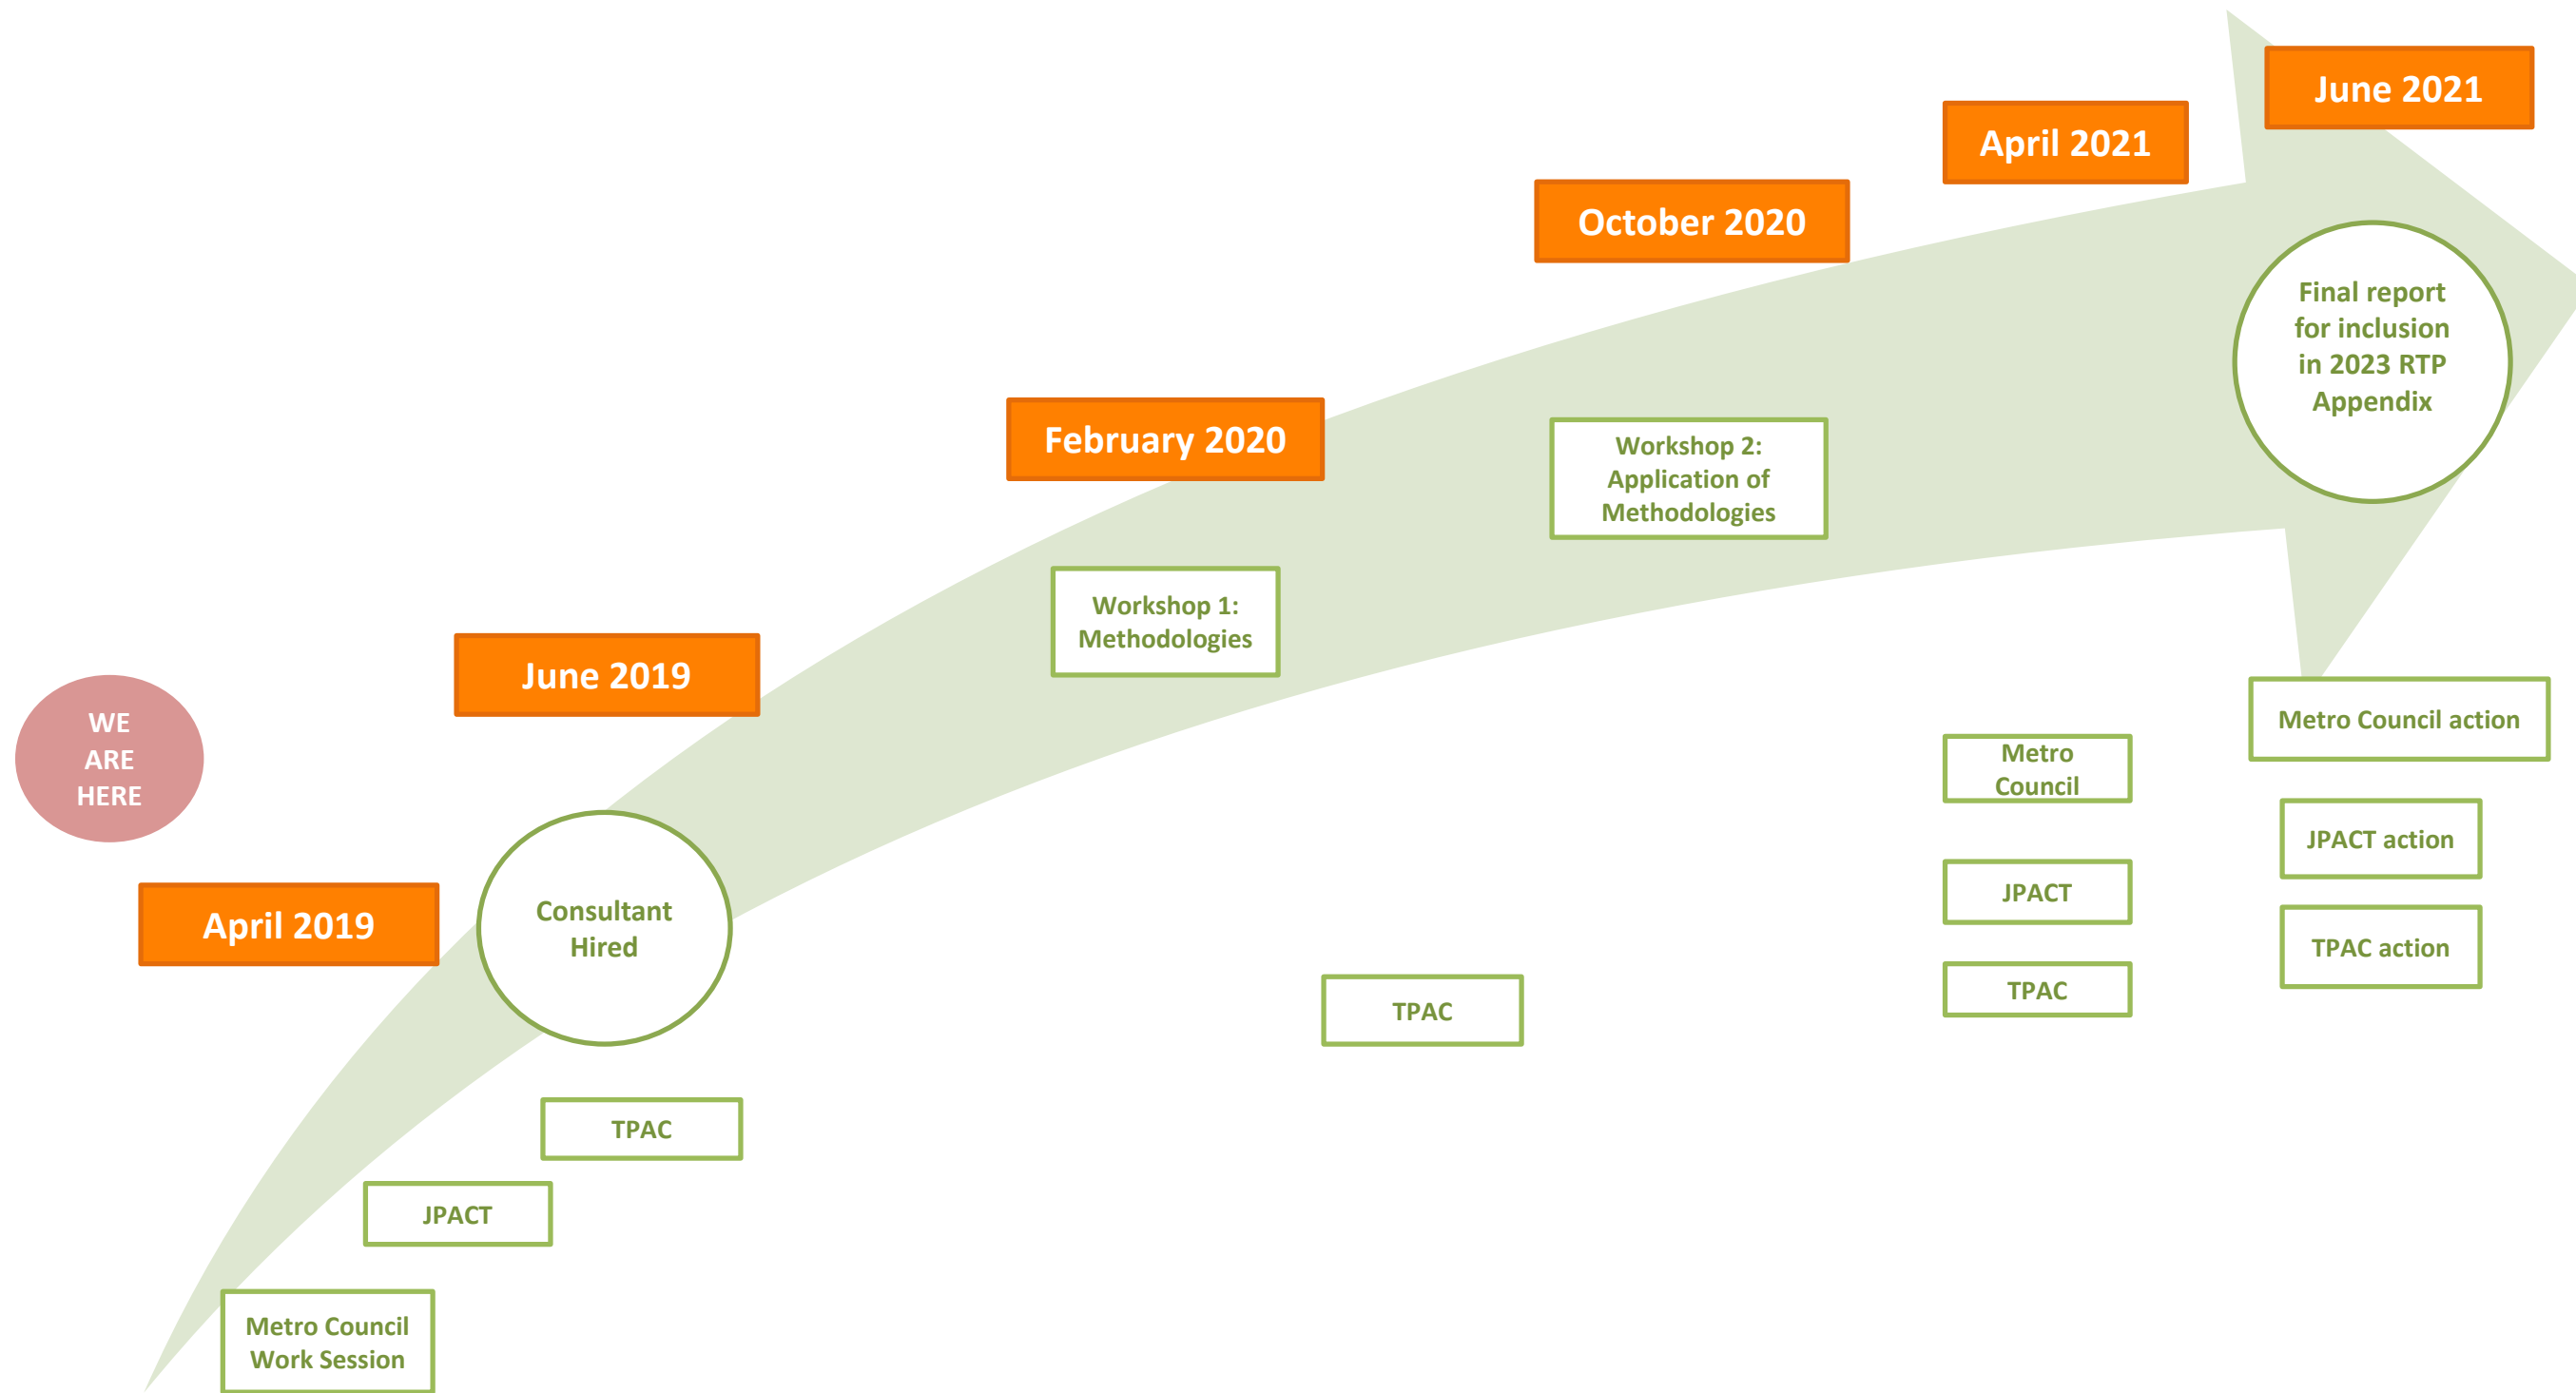 June 2021
April 2021
October 2020
Final report
for inclusion
in 2023 RTP
Appendix
February 2020
Workshop 2:
Application of
Methodologies
Workshop 1:
Methodologies
June 2019
WE
ARE
HERE
Metro Council action
Metro
Council
JPACT action
April 2019
Consultant
Hired
JPACT
TPAC action
TPAC
TPAC
TPAC
JPACT
Metro Council
Work Session